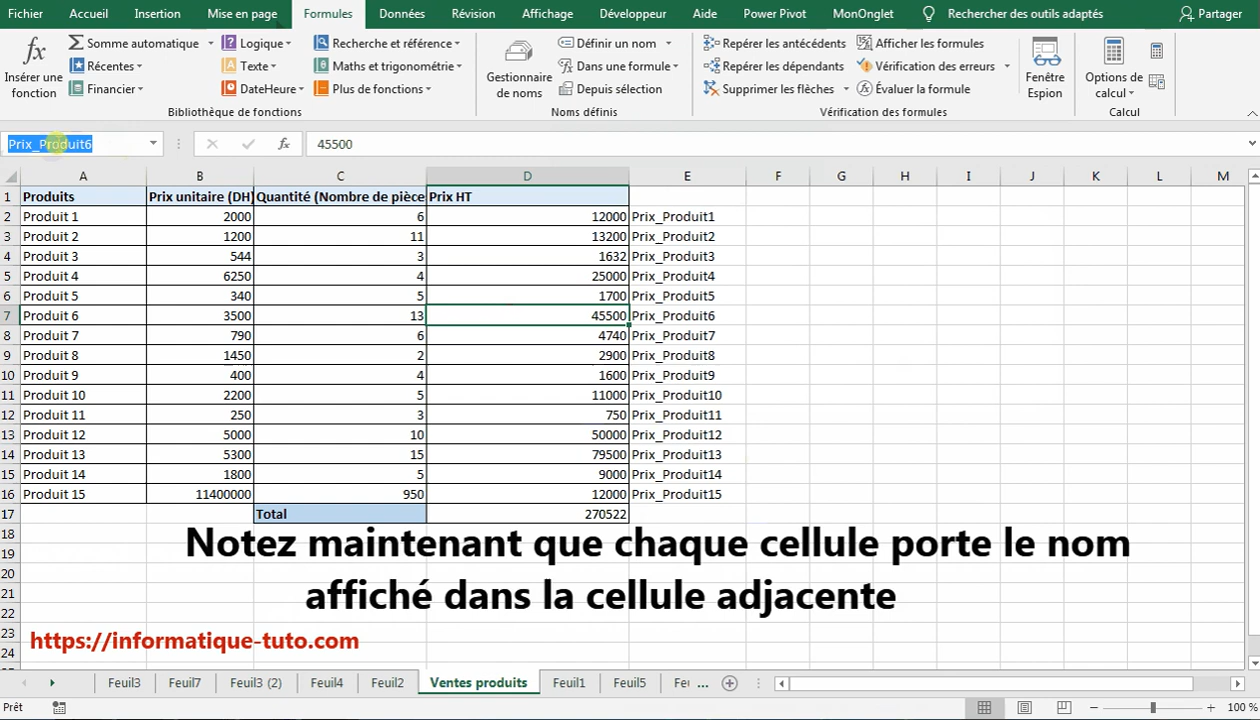 Fichier Accueil Insertion Mise en page Formules Données Révision Affichage Développeur Aide Power Pivot MonOnglet Rechercher des outils adaptés Partager
Insérer une fonction
Somme automatique
Récentes
Financier
Logique
Texte
DateHeure
Recherche et référence
Maths et trigonométrie
Plus de fonctions
Bibliothèque de fonctions
Gestionnaire de noms
Définir un nom
Dans une formule
Depuis sélection
Noms définis
Repérer les antécédents
Repérer les dépendants
Supprimer les flèches
Afficher les formules
Vérification des erreurs
Évaluer la formule
Vérification des formules
Fenêtre Espion
Options de calcul
Calcul
Prix_Produit6 fx 45500
A B C D E F G H I J K L M
1 Produits Prix unitaire (DH) Quantité (Nombre de pièce Prix HT
2 Produit 1 2000 6 12000 Prix_Produit1
3 Produit 2 1200 11 13200 Prix_Produit2
4 Produit 3 544 3 1632 Prix_Produit3
5 Produit 4 6250 4 25000 Prix_Produit4
6 Produit 5 340 5 1700 Prix_Produit5
7 Produit 6 3500 13 45500 Prix_Produit6
8 Produit 7 790 6 4740 Prix_Produit7
9 Produit 8 1450 2 2900 Prix_Produit8
10 Produit 9 400 4 1600 Prix_Produit9
11 Produit 10 2200 5 11000 Prix_Produit10
12 Produit 11 250 3 750 Prix_Produit11
13 Produit 12 5000 10 50000 Prix_Produit12
14 Produit 13 5300 15 79500 Prix_Produit13
15 Produit 14 1800 5 9000 Prix_Produit14
16 Produit 15 11400000 950 12000 Prix_Produit15
17 Total 270522
18
19
20
21
22
23
24
Notez maintenant que chaque cellule porte le nom
affiché dans la cellule adjacente
https://informatique-tuto.com
Feuil3 Feuil7 Feuil3 (2) Feuil4 Feuil2 Ventes produits Feuil1 Feuil5 Fe ...
Prêt 100 %